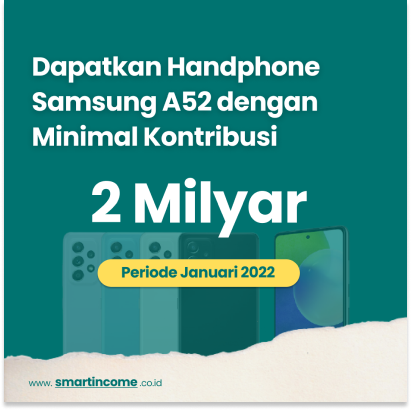 Dapatkan Handphone
Samsung A52 dengan
Minimal Kontribusi
2 Milyar
Periode Januari 2022
www. smartincome .co.id